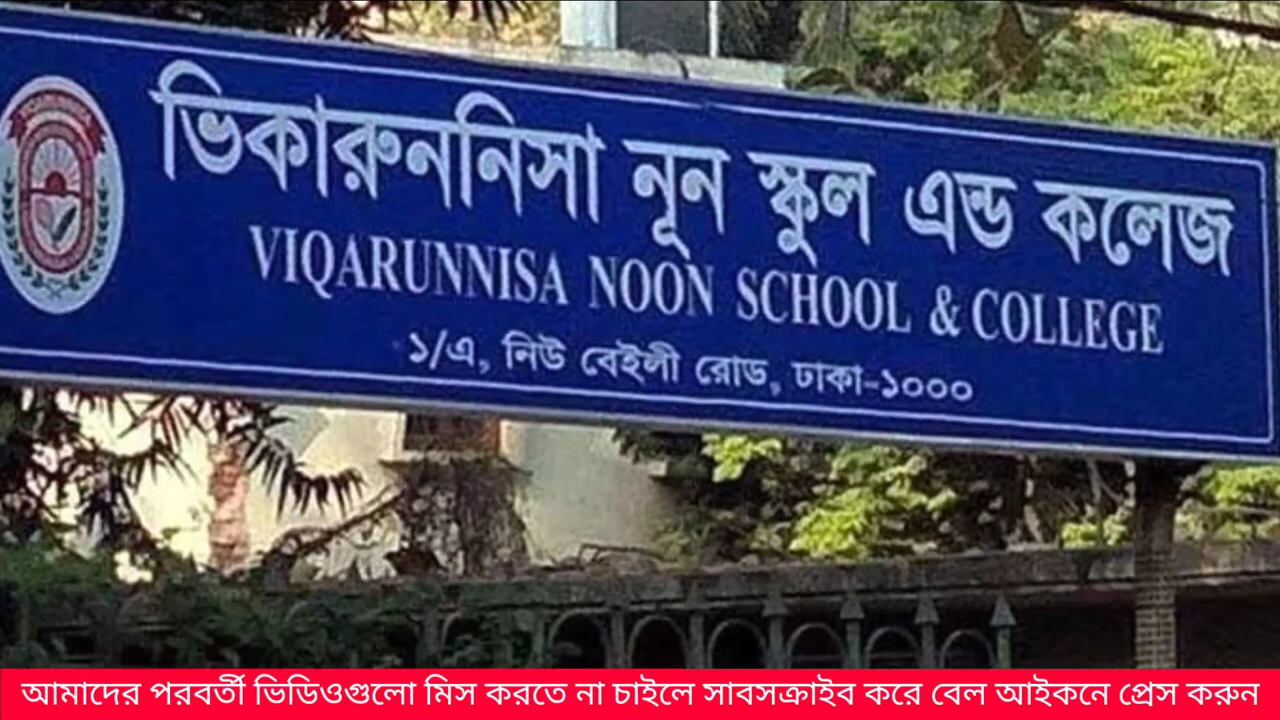 ভিকারুননিসা নূন স্কুল এন্ড কলেজ
VIQARUNNISA NOON SCHOOL & COLLEGE
১/এ, নিউ বেইলী রোড, ঢাকা-১০০০
আমাদের পরবর্তী ভিডিওগুলো মিস করতে না চাইলে সাবসক্রাইব করে বেল আইকনে প্রেস করুন